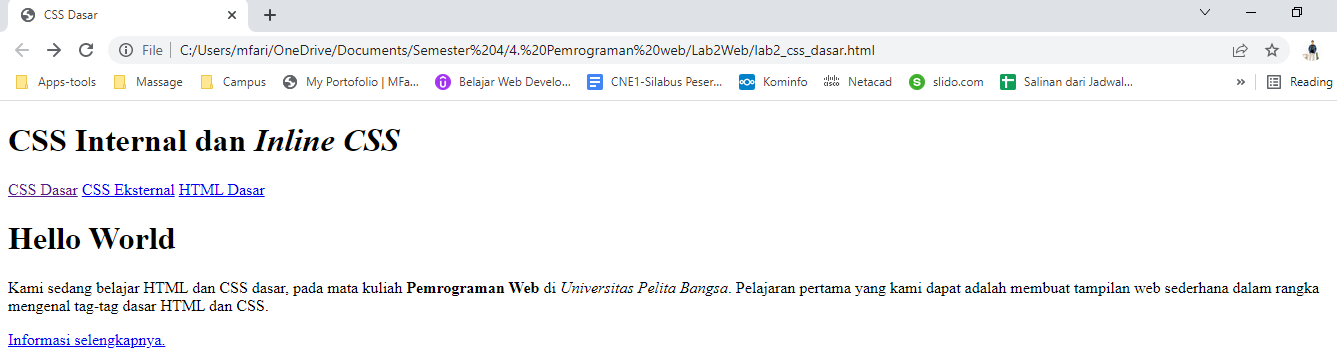 CSS Dasar
File | C:/Users/mfari/OneDrive/Documents/Semester%204/4.%20Pemrograman%20web/Lab2Web/lab2_css_dasar.html
Apps-tools Massage Campus My Portofolio | MFa... Belajar Web Develo... CNE1-Silabus Peser... Kominfo Netacad slido.com Salinan dari Jadwal... » Reading
CSS Internal dan Inline CSS
CSS Dasar CSS Eksternal HTML Dasar
Hello World
Kami sedang belajar HTML dan CSS dasar, pada mata kuliah Pemrograman Web di Universitas Pelita Bangsa. Pelajaran pertama yang kami dapat adalah membuat tampilan web sederhana dalam rangka
mengenal tag-tag dasar HTML dan CSS.
Informasi selengkapnya.